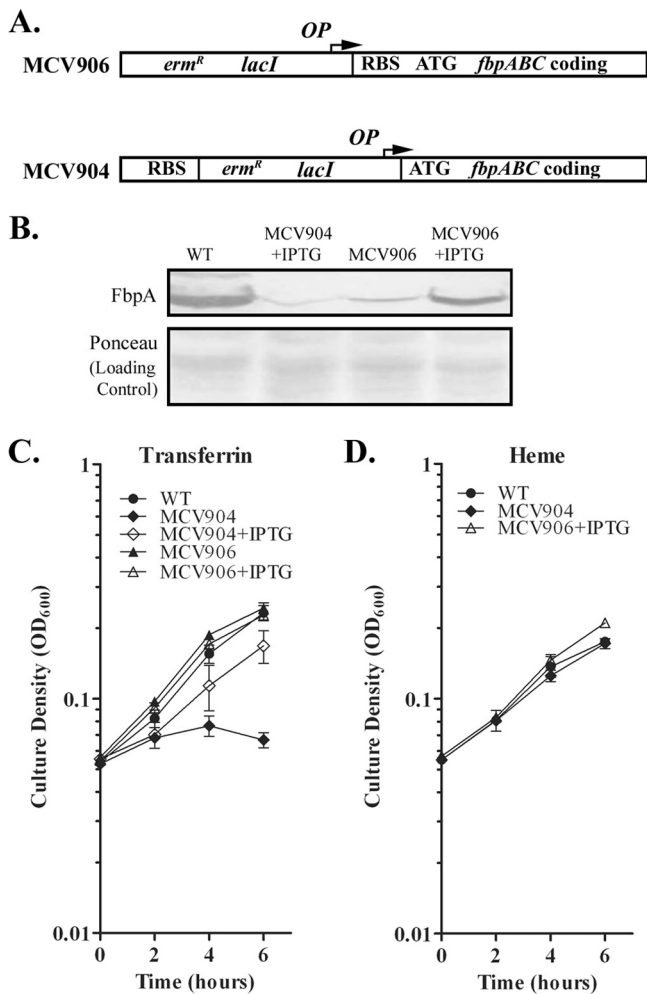 A.
OP
MCV906
ermR lacI RBS ATG fbpABC coding
OP
MCV904
RBS ermR lacI ATG fbpABC coding
B.
WT
MCV904
+IPTG
MCV906
MCV906
+IPTG
FbpA
Ponceau
(Loading
Control)
C.
Transferrin
1
WT
MCV904
MCV904+IPTG
MCV906
MCV906+IPTG
Culture Density (OD600)
0.1
0.01
0 2 4 6
Time (hours)
D.
Heme
1
WT
MCV904
MCV906+IPTG
Culture Density (OD600)
0.1
0.01
0 2 4 6
Time (hours)